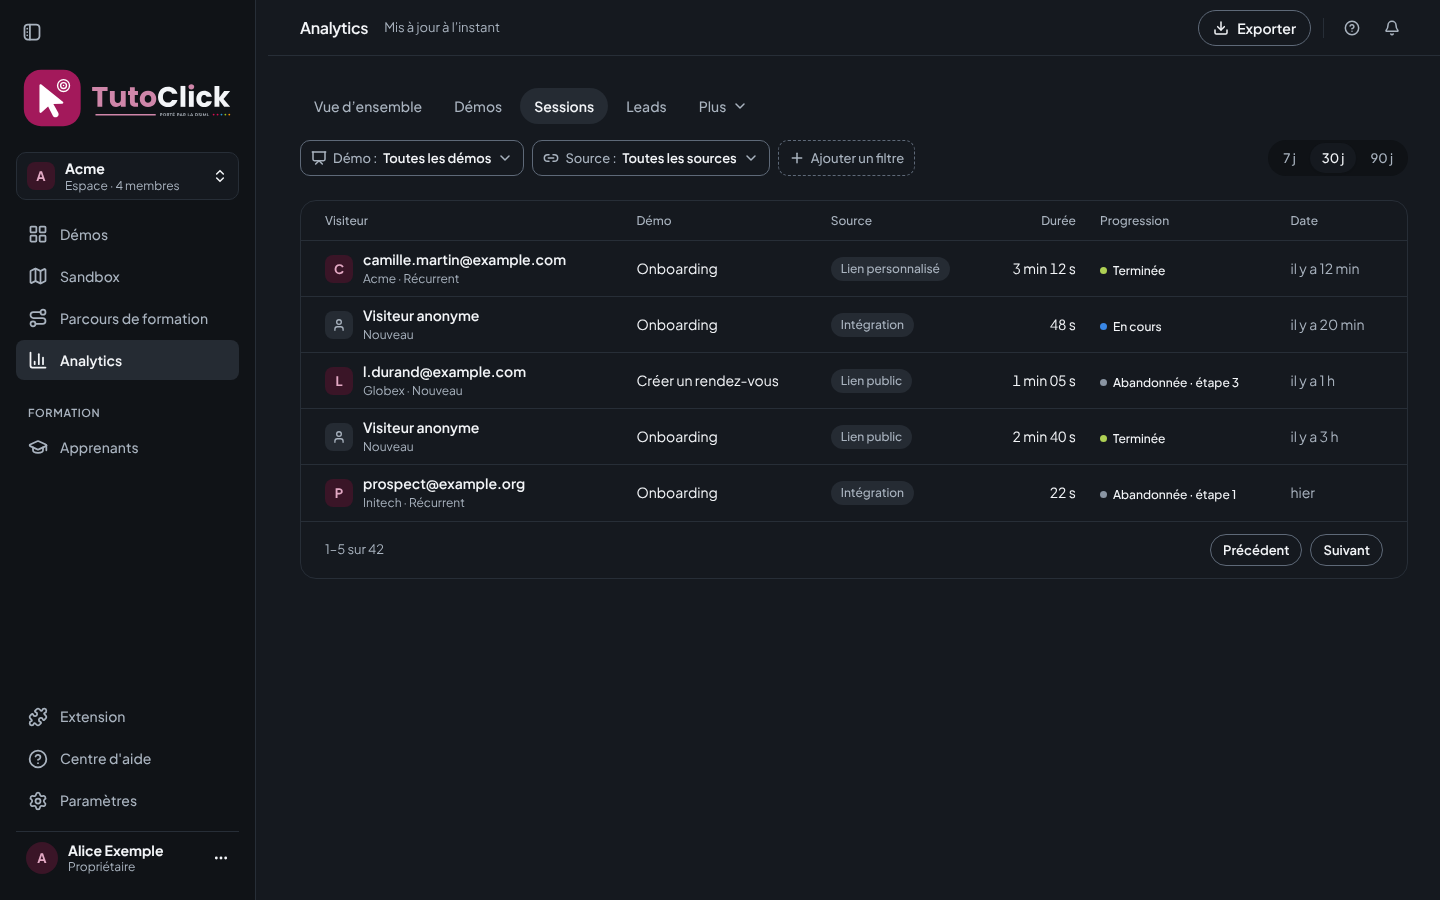 TutoClick
PORTÉ PAR LA DSIML
A
Acme
Espace · 4 membres
Démos
Sandbox
Parcours de formation
Analytics
FORMATION
Apprenants
Extension
Centre d'aide
Paramètres
A
Alice Exemple
Propriétaire
Analytics Mis à jour à l'instant
Exporter
Vue d'ensemble Démos Sessions Leads Plus
Démo : Toutes les démos Source : Toutes les sources Ajouter un filtre 7 j 30 j 90 j
Visiteur Démo Source Durée Progression Date
C camille.martin@example.com Onboarding Lien personnalisé 3 min 12 s Terminée il y a 12 min
Acme · Récurrent
Visiteur anonyme Onboarding Intégration 48 s En cours il y a 20 min
Nouveau
L l.durand@example.com Créer un rendez-vous Lien public 1 min 05 s Abandonnée · étape 3 il y a 1 h
Globex · Nouveau
Visiteur anonyme Onboarding Lien public 2 min 40 s Terminée il y a 3 h
Nouveau
P prospect@example.org Onboarding Intégration 22 s Abandonnée · étape 1 hier
Initech · Récurrent
1–5 sur 42 Précédent Suivant